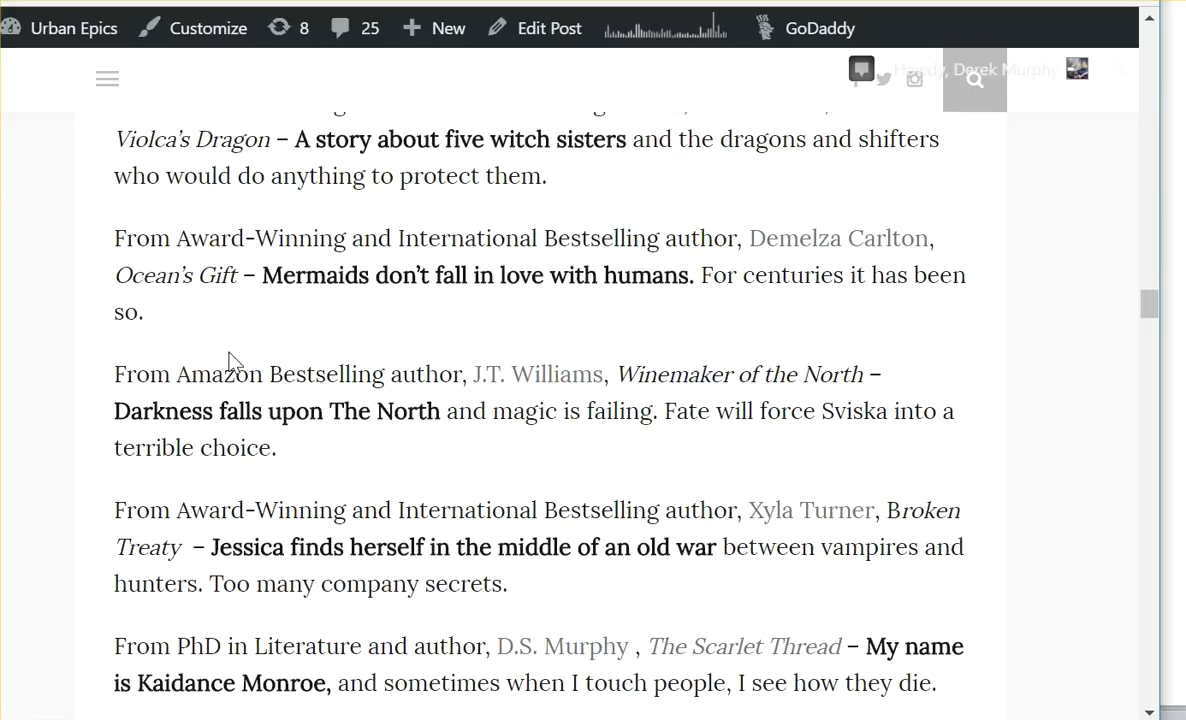 Urban Epics Customize 8 25 New Edit Post GoDaddy
Howdy, Derek Murphy
Violca's Dragon – A story about five witch sisters and the dragons and shifters
who would do anything to protect them.
From Award-Winning and International Bestselling author, Demelza Carlton,
Ocean's Gift – Mermaids don't fall in love with humans. For centuries it has been
so.
From Amazon Bestselling author, J.T. Williams, Winemaker of the North –
Darkness falls upon The North and magic is failing. Fate will force Sviska into a
terrible choice.
From Award-Winning and International Bestselling author, Xyla Turner, Broken
Treaty – Jessica finds herself in the middle of an old war between vampires and
hunters. Too many company secrets.
From PhD in Literature and author, D.S. Murphy , The Scarlet Thread – My name
is Kaidance Monroe, and sometimes when I touch people, I see how they die.